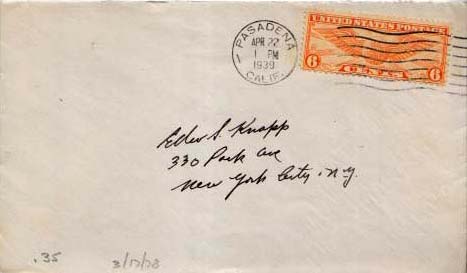 PASADENA
APR 22
1 PM
1939
CALIF.
UNITED STATES POSTAGE
6 CENTS 6
Knapp
330 Park Ave
New York City, N.Y.
.35
3/17/78